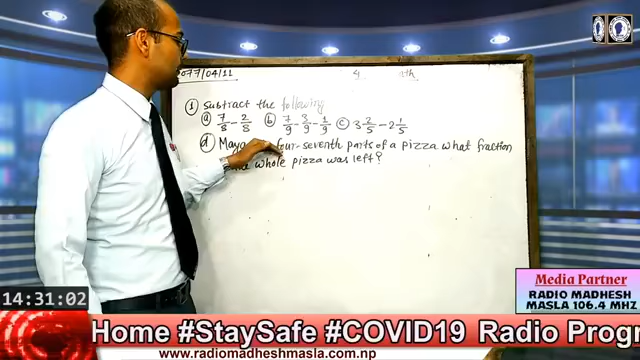 2077/04/11 4 Mth
① Subtract the following
ⓐ 7/8 - 2/8 ⓑ 7/9 - 3/9 - 1/9 ⓒ 3 2/5 - 2 1/5
ⓓ Maya four-seventh parts of a pizza what fraction
whole pizza was left?
Media Partner
RADIO MADHESH
MASLA 106.4 MHZ
14:31:02
Home #StaySafe #COVID19 Radio Progr
www.radiomadheshmasla.com.np